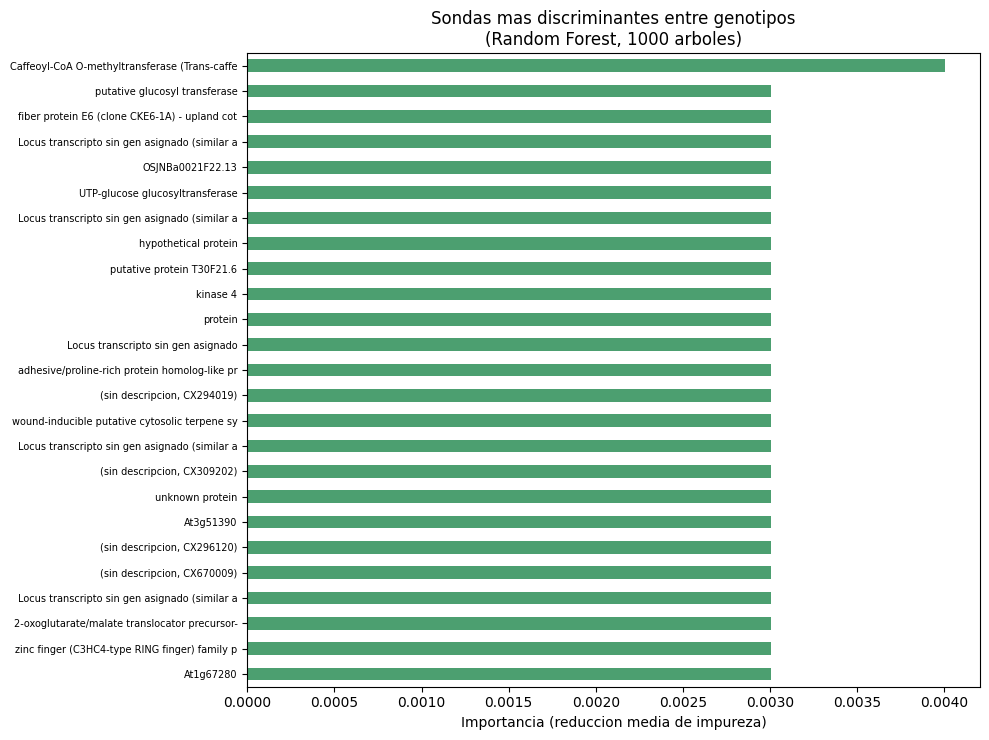 Sondas mas discriminantes entre genotipos
(Random Forest, 1000 arboles)
Caffeoyl-CoA O-methyltransferase (Trans-caffe
putative glucosyl transferase
fiber protein E6 (clone CKE6-1A) - upland cot
Locus transcripto sin gen asignado (similar a
OSJNBa0021F22.13
UTP-glucose glucosyltransferase
Locus transcripto sin gen asignado (similar a
hypothetical protein
putative protein T30F21.6
kinase 4
protein
Locus transcripto sin gen asignado
adhesive/proline-rich protein homolog-like pr
(sin descripcion, CX294019)
wound-inducible putative cytosolic terpene sy
Locus transcripto sin gen asignado (similar a
(sin descripcion, CX309202)
unknown protein
At3g51390
(sin descripcion, CX296120)
(sin descripcion, CX670009)
Locus transcripto sin gen asignado (similar a
2-oxoglutarate/malate translocator precursor-
zinc finger (C3HC4-type RING finger) family p
At1g67280
0.0000 0.0005 0.0010 0.0015 0.0020 0.0025 0.0030 0.0035 0.0040
Importancia (reduccion media de impureza)